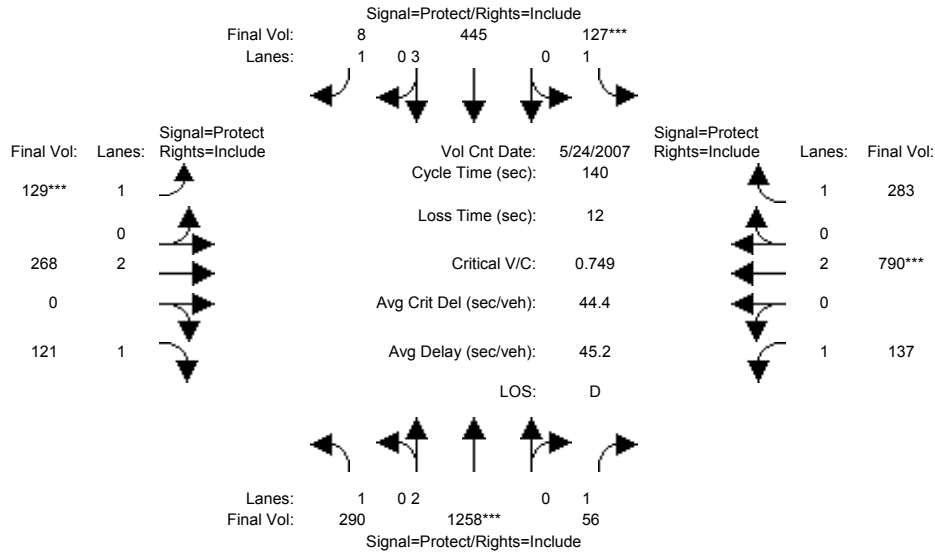 Signal=Protect/Rights=Include
Final Vol: 8 445 127***
Lanes: 1 0 3 0 1
Signal=Protect
Final Vol: Lanes: Rights=Include
Vol Cnt Date: 5/24/2007
Signal=Protect
Rights=Include Lanes: Final Vol:
129*** 1
Cycle Time (sec): 140
1 283
0
Loss Time (sec): 12
0
268 2
Critical V/C: 0.749
2 790***
0 1
Avg Crit Del (sec/veh): 44.4
0
121 1
Avg Delay (sec/veh): 45.2
1 137
LOS: D
Lanes: 1 0 2 0 1
Final Vol: 290 1258*** 56
Signal=Protect/Rights=Include